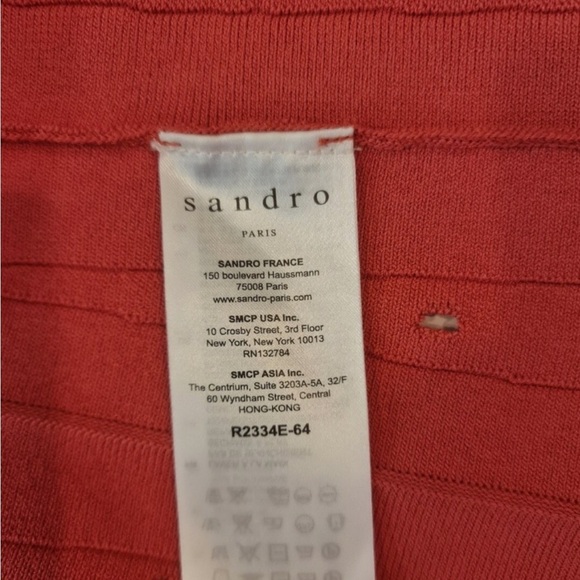 sandro
PARIS
SANDRO FRANCE
150 boulevard Haussmann
75008 Paris
www.sandro-paris.com
SMCP USA Inc.
10 Crosby Street, 3rd Floor
New York, New York 10013
RN132784
SMCP ASIA Inc.
The Centrium, Suite 3203A-5A, 32/F
60 Wyndham Street, Central
HONG-KONG
R2334E-64